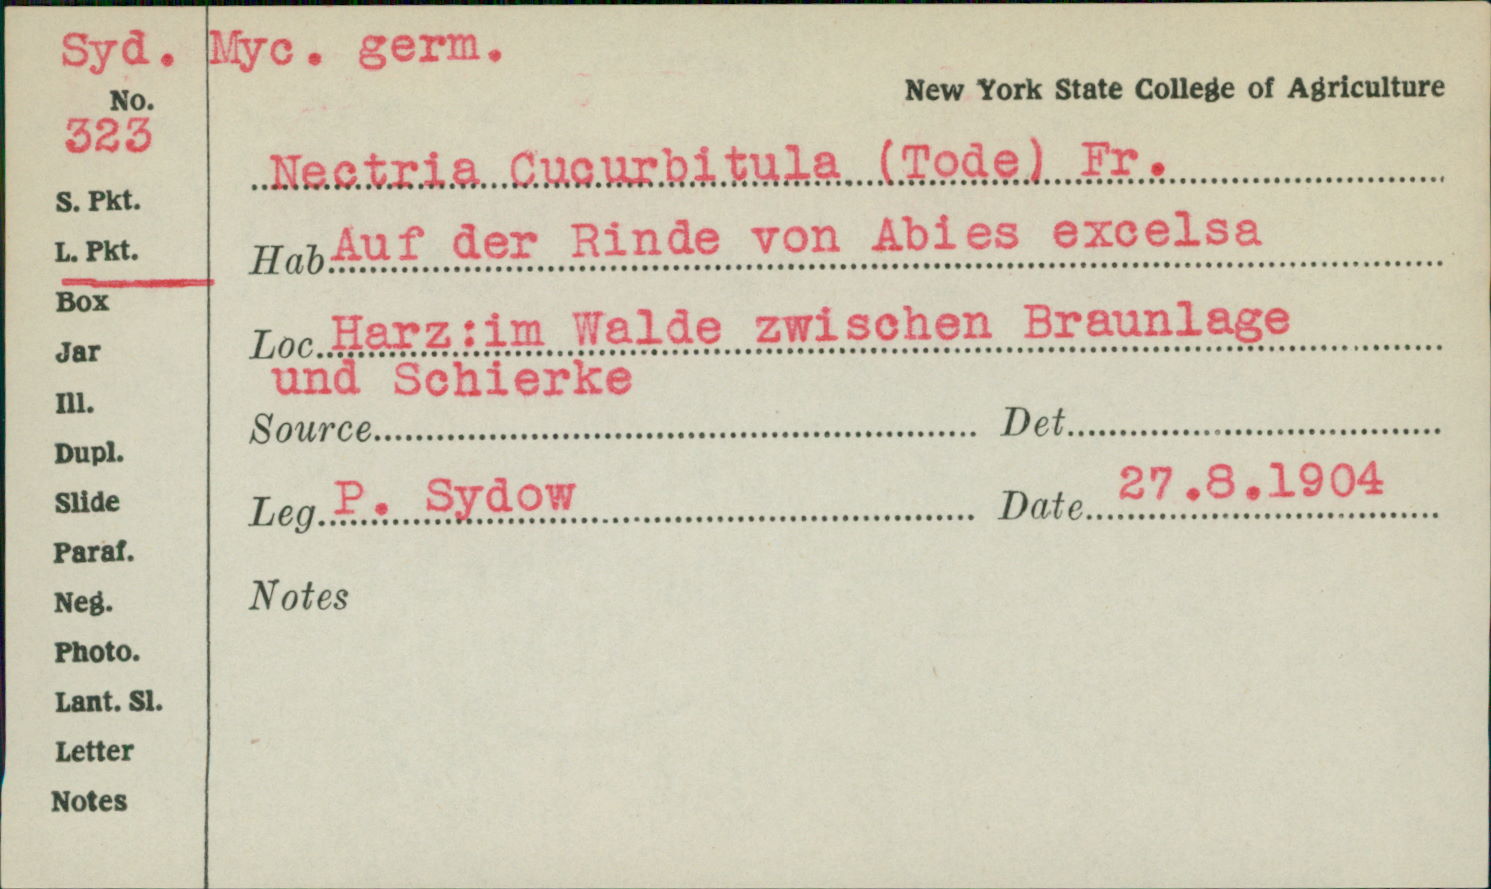 Syd. Myc. germ.
New York State College of Agriculture
No.
323
Nectria Cucurbitula (Tode) Fr.
S. Pkt.
L. Pkt.
Hab. Auf der Rinde von Abies excelsa
Box
Jar
Loc. Harz:im Walde zwischen Braunlage
und Schierke
Ill.
Source Det.
Dupl.
Slide
Leg. P. Sydow Date 27.8.1904
Paraf.
Neg.
Notes
Photo.
Lant. Sl.
Letter
Notes